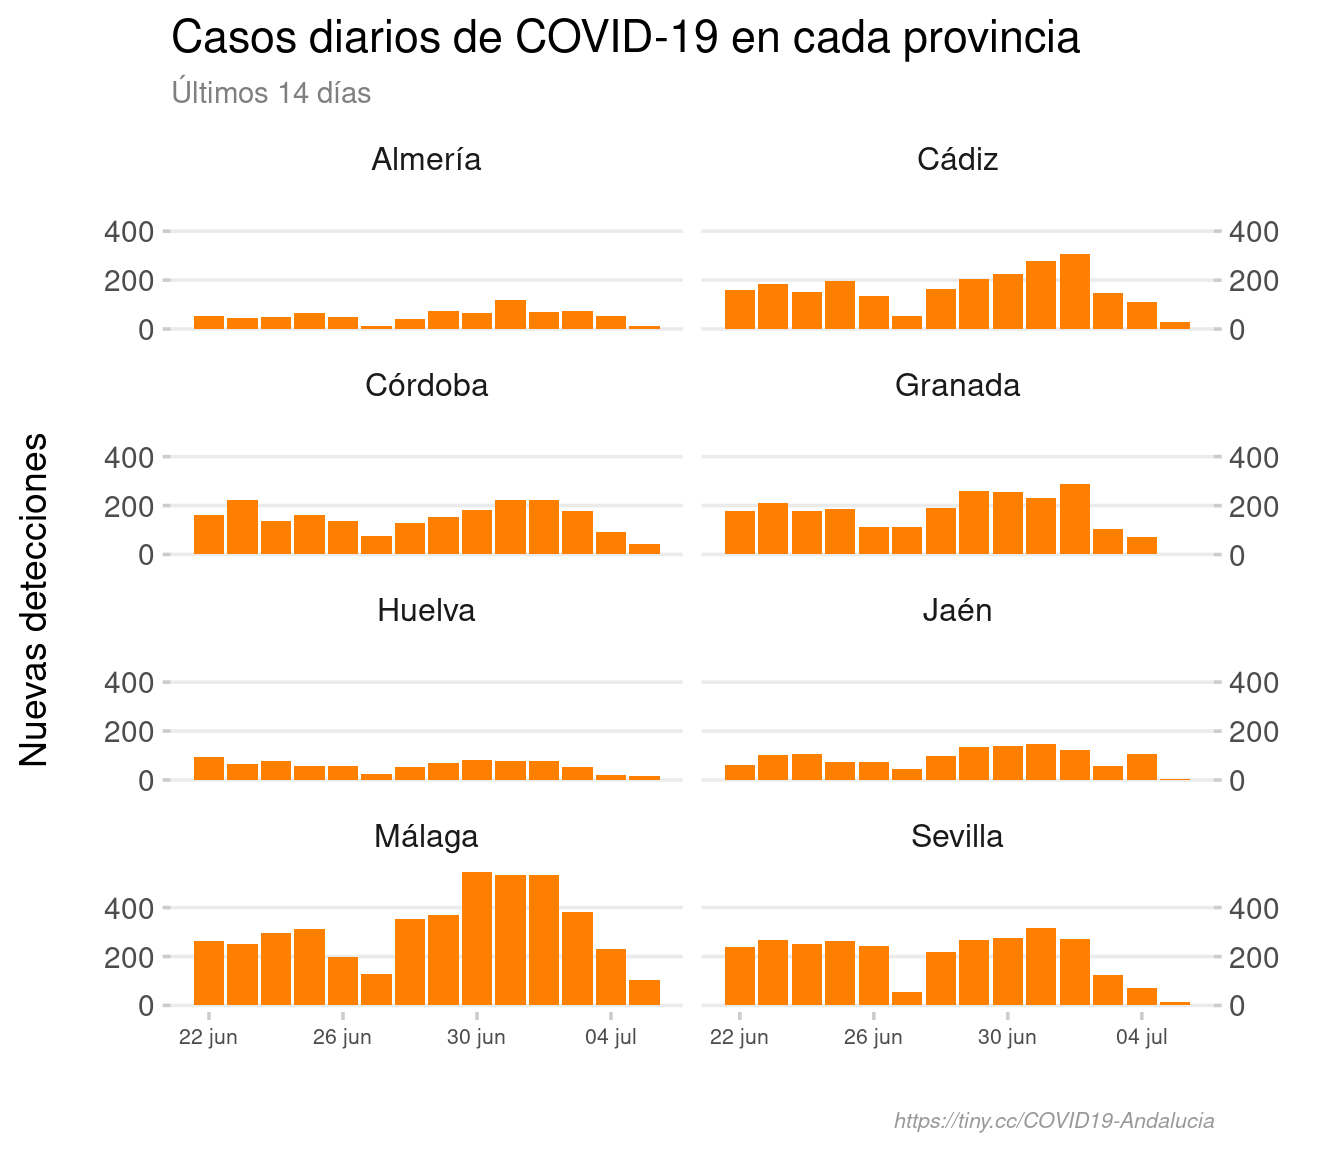 Casos diarios de COVID-19 en cada provincia
Últimos 14 días
Nuevas detecciones
Almería
Cádiz
400
200
0
400
200
0
Córdoba
Granada
400
200
0
400
200
0
Huelva
Jaén
400
200
0
400
200
0
Málaga
Sevilla
400
200
0
400
200
0
22 jun
26 jun
30 jun
04 jul
22 jun
26 jun
30 jun
04 jul
https://tiny.cc/COVID19-Andalucia